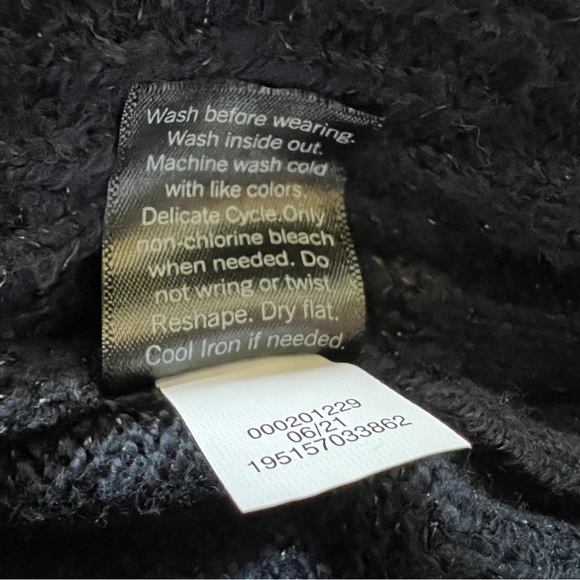 Wash before wearing.
Wash inside out.
Machine wash cold
with like colors.
Delicate Cycle.Only
non-chlorine bleach
when needed. Do
not wring or twist
Reshape. Dry flat.
Cool Iron if needed.
000201229
06/21
195157033862